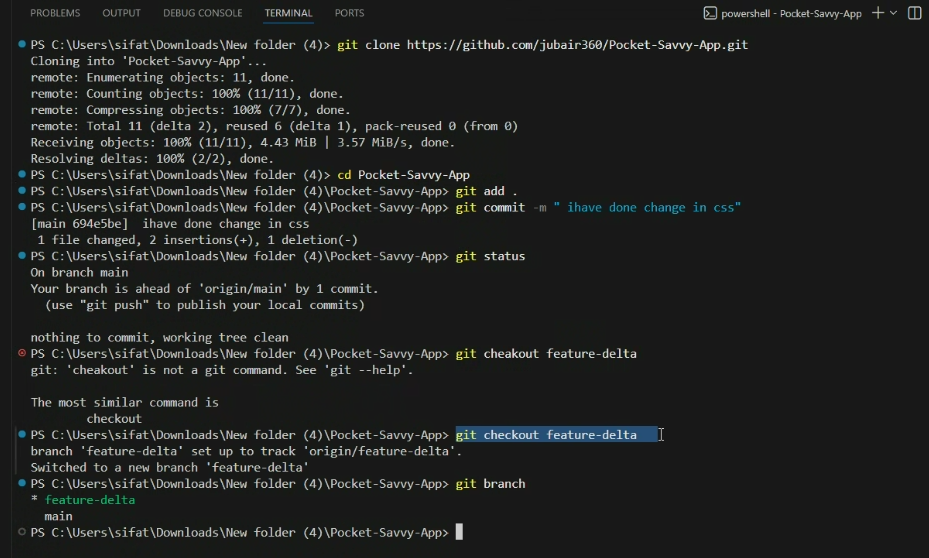 PROBLEMS OUTPUT DEBUG CONSOLE TERMINAL PORTS powershell - Pocket-Savvy-App
PS C:\Users\sifat\Downloads\New folder (4)> git clone https://github.com/jubair360/Pocket-Savvy-App.git
Cloning into 'Pocket-Savvy-App'...
remote: Enumerating objects: 11, done.
remote: Counting objects: 100% (11/11), done.
remote: Compressing objects: 100% (7/7), done.
remote: Total 11 (delta 2), reused 6 (delta 1), pack-reused 0 (from 0)
Receiving objects: 100% (11/11), 4.43 MiB | 3.57 MiB/s, done.
Resolving deltas: 100% (2/2), done.
PS C:\Users\sifat\Downloads\New folder (4)> cd Pocket-Savvy-App
PS C:\Users\sifat\Downloads\New folder (4)\Pocket-Savvy-App> git add .
PS C:\Users\sifat\Downloads\New folder (4)\Pocket-Savvy-App> git commit -m " ihave done change in css"
[main 694e5be]  ihave done change in css
 1 file changed, 2 insertions(+), 1 deletion(-)
PS C:\Users\sifat\Downloads\New folder (4)\Pocket-Savvy-App> git status
On branch main
Your branch is ahead of 'origin/main' by 1 commit.
  (use "git push" to publish your local commits)
nothing to commit, working tree clean
PS C:\Users\sifat\Downloads\New folder (4)\Pocket-Savvy-App> git cheakout feature-delta
git: 'cheakout' is not a git command. See 'git --help'.
The most similar command is
        checkout
PS C:\Users\sifat\Downloads\New folder (4)\Pocket-Savvy-App> git checkout feature-delta
branch 'feature-delta' set up to track 'origin/feature-delta'.
Switched to a new branch 'feature-delta'
PS C:\Users\sifat\Downloads\New folder (4)\Pocket-Savvy-App> git branch
* feature-delta
  main
PS C:\Users\sifat\Downloads\New folder (4)\Pocket-Savvy-App>